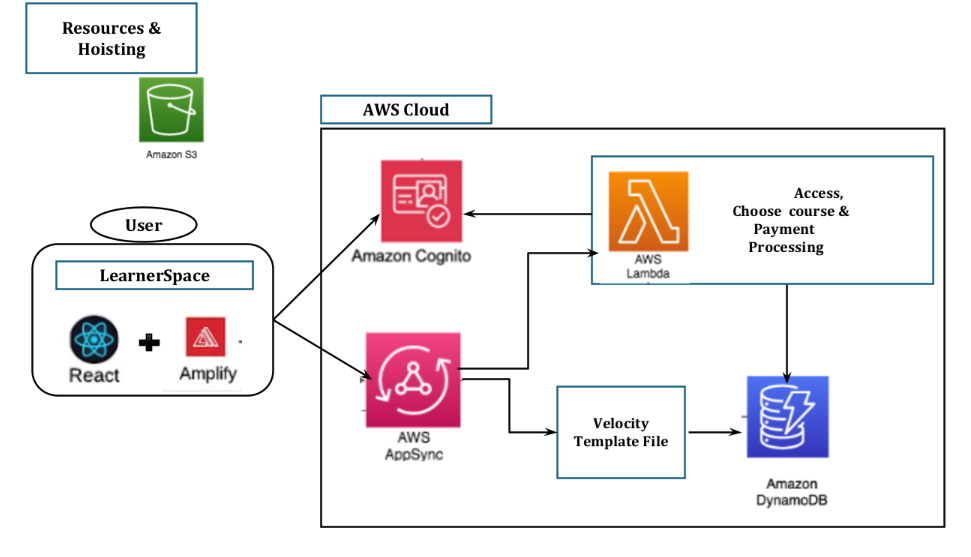 Resources &
Hoisting
Amazon S3
AWS Cloud
Amazon Cognito
AWS
Lambda
Access,
Choose course &
Payment
Processing
User
LearnerSpace
React
Amplify
AWS
AppSync
Velocity
Template File
Amazon
DynamoDB